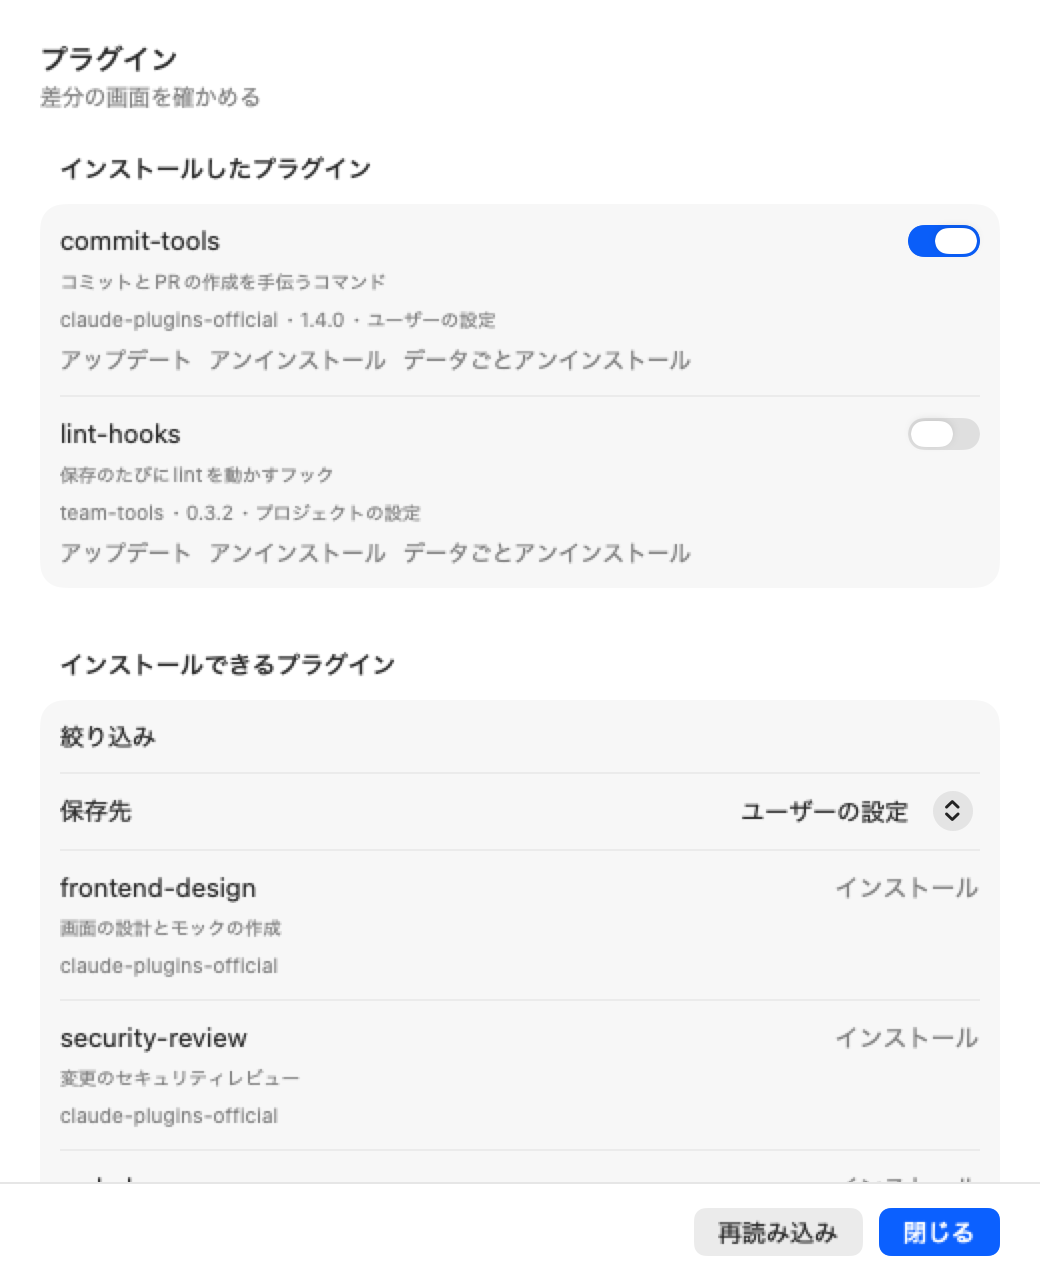 プラグイン
差分の画面を確かめる
インストールしたプラグイン
commit-tools
コミットとPRの作成を手伝うコマンド
claude-plugins-official · 1.4.0 · ユーザーの設定
アップデート アンインストール データごとアンインストール
lint-hooks
保存のたびにlintを動かすフック
team-tools · 0.3.2 · プロジェクトの設定
アップデート アンインストール データごとアンインストール
インストールできるプラグイン
絞り込み
保存先 ユーザーの設定
frontend-design インストール
画面の設計とモックの作成
claude-plugins-official
security-review インストール
変更のセキュリティレビュー
claude-plugins-official
再読み込み 閉じる